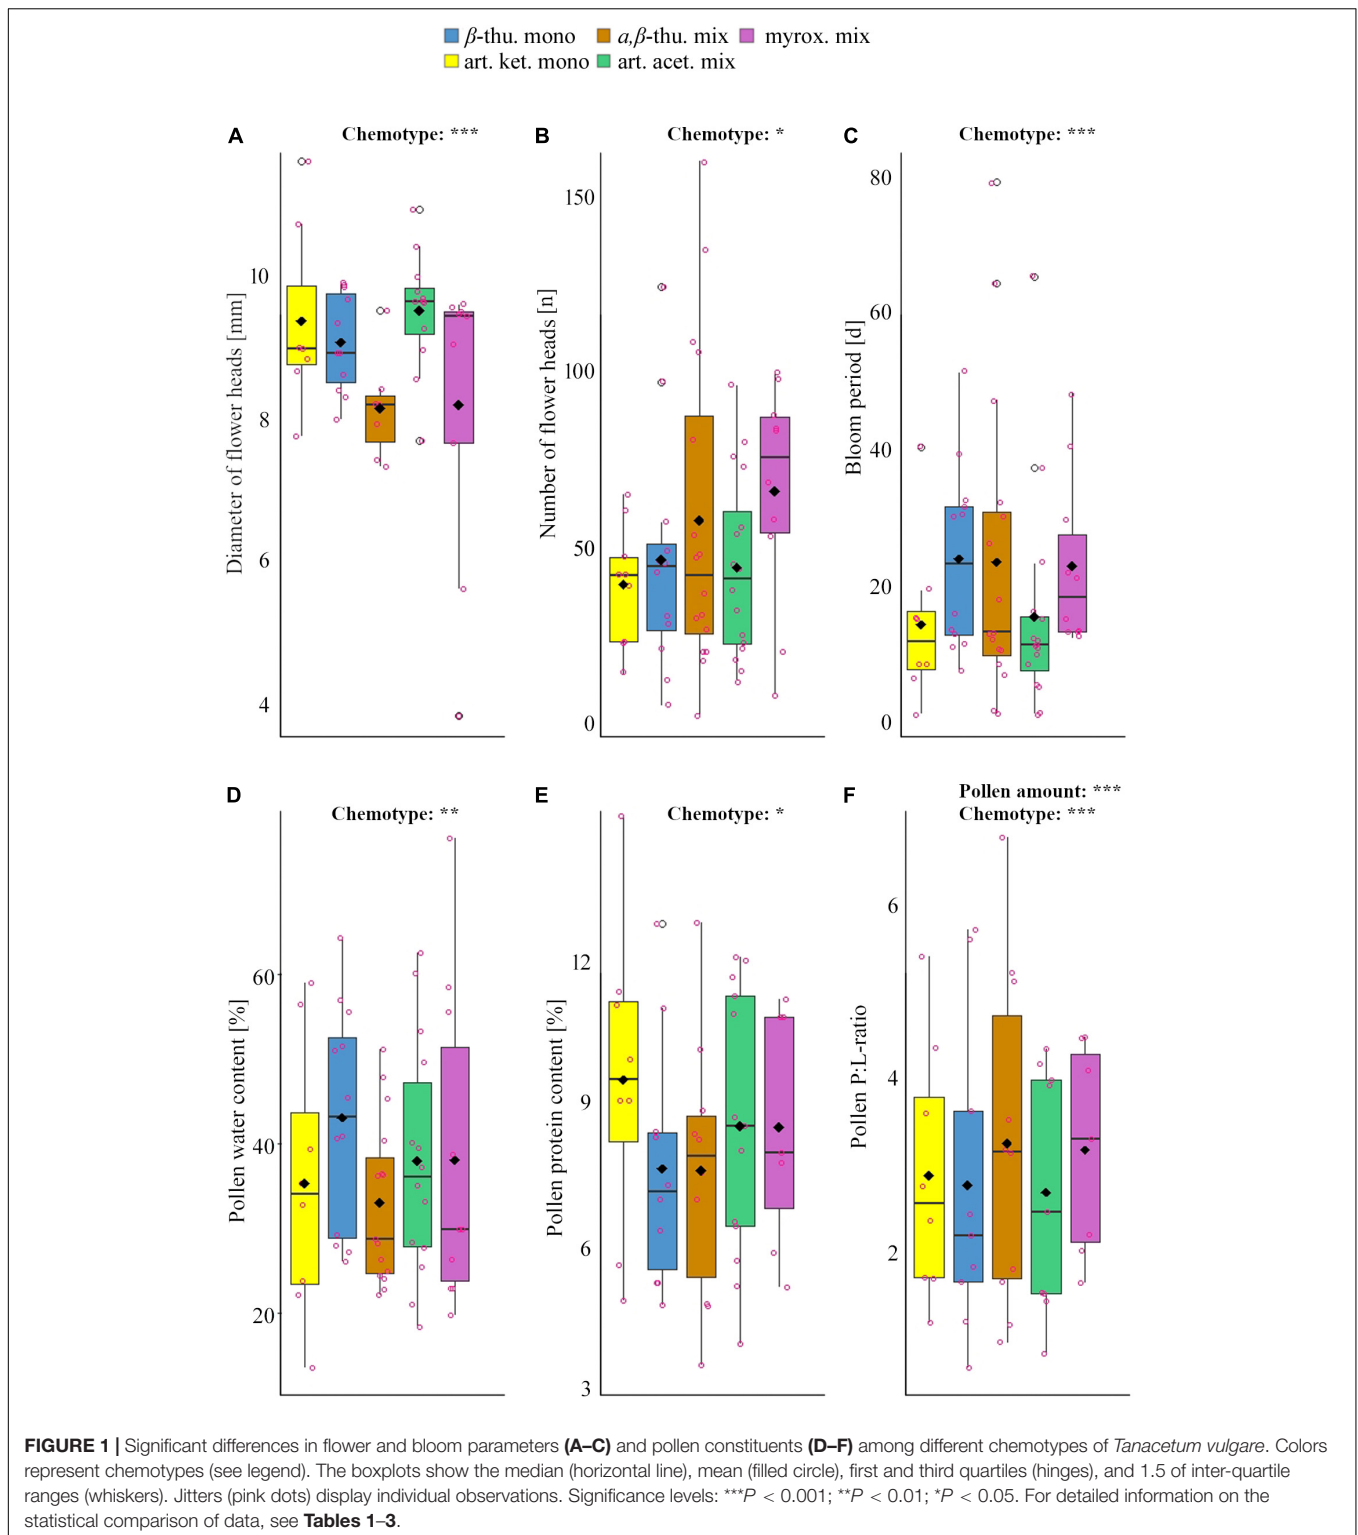 β-thu. mono α,β-thu. mix myrox. mix
art. ket. mono art. acet. mix
A Chemotype: ***
Diameter of flower heads [mm]
10
8
6
4
B Chemotype: *
Number of flower heads [n]
150
100
50
0
C Chemotype: ***
Bloom period [d]
80
60
40
20
0
D Chemotype: **
Pollen water content [%]
60
40
20
E Chemotype: *
Pollen protein content [%]
12
9
6
3
F Pollen amount: ***
Chemotype: ***
Pollen P:L-ratio
6
4
2
FIGURE 1 | Significant differences in flower and bloom parameters (A–C) and pollen constituents (D–F) among different chemotypes of Tanacetum vulgare. Colors
represent chemotypes (see legend). The boxplots show the median (horizontal line), mean (filled circle), first and third quartiles (hinges), and 1.5 of inter-quartile
ranges (whiskers). Jitters (pink dots) display individual observations. Significance levels: ***P < 0.001; **P < 0.01; *P < 0.05. For detailed information on the
statistical comparison of data, see Tables 1–3.